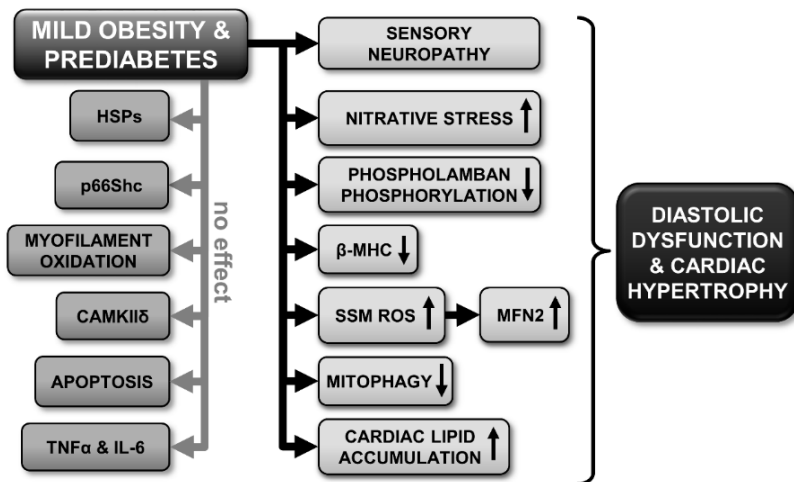 MILD OBESITY &
PREDIABETES
HSPs
p66Shc
MYOFILAMENT
OXIDATION
CAMKIIδ
APOPTOSIS
TNFα & IL-6
no effect
SENSORY
NEUROPATHY
NITRATIVE STRESS
PHOSPHOLAMBAN
PHOSPHORYLATION
β-MHC
SSM ROS
MFN2
MITOPHAGY
CARDIAC LIPID
ACCUMULATION
DIASTOLIC
DYSFUNCTION
& CARDIAC
HYPERTROPHY